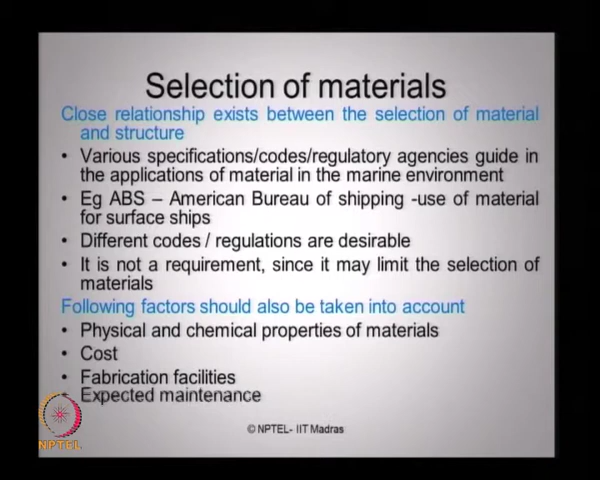 Selection of materials
Close relationship exists between the selection of material
and structure
• Various specifications/codes/regulatory agencies guide in
the applications of material in the marine environment
• Eg ABS – American Bureau of shipping -use of material
for surface ships
• Different codes / regulations are desirable
• It is not a requirement, since it may limit the selection of
materials
Following factors should also be taken into account
• Physical and chemical properties of materials
• Cost
• Fabrication facilities
• Expected maintenance
NPTEL
© NPTEL- IIT Madras